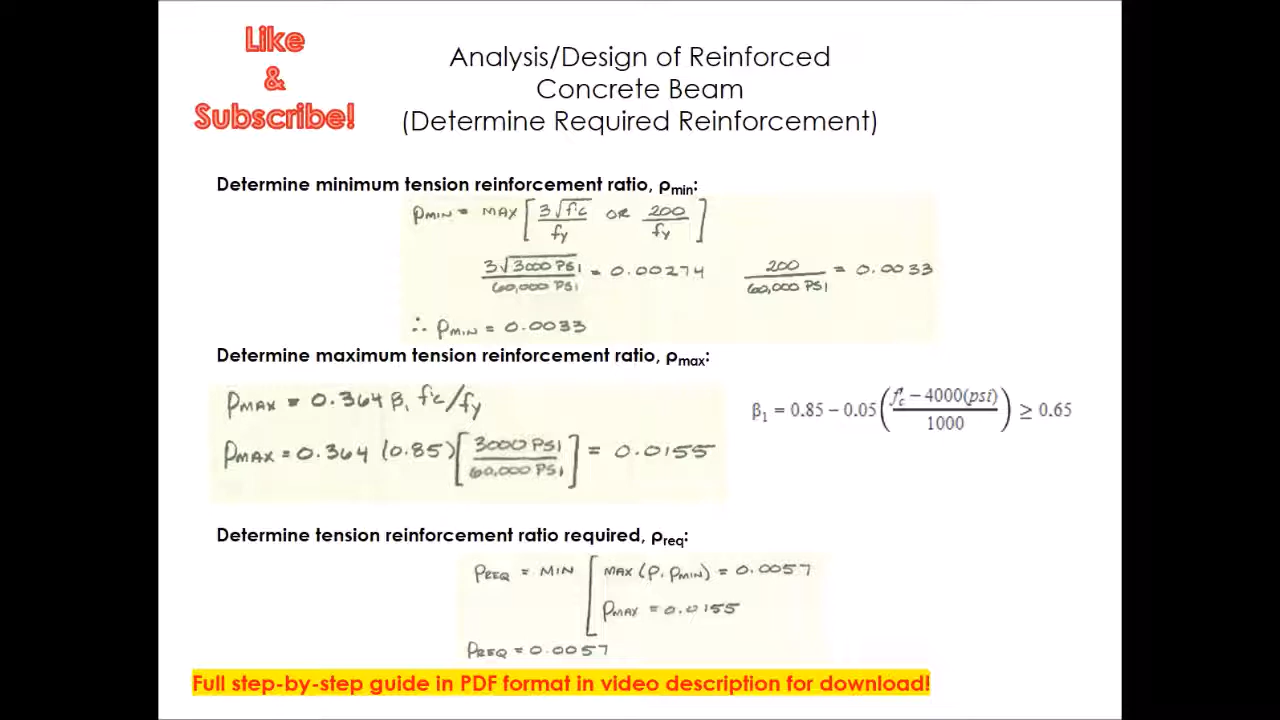 Like
&
Subscribe!
Analysis/Design of Reinforced
Concrete Beam
(Determine Required Reinforcement)
Determine minimum tension reinforcement ratio, ρmin:
ρMIN = MAX [ 3√f'c / fy OR 200 / fy ]
3√3000 PSI / 60,000 PSI = 0.00274 200 / 60,000 PSI = 0.0033
∴ ρMIN = 0.0033
Determine maximum tension reinforcement ratio, ρmax:
ρMAX = 0.364 β1 f'c/fy
β1 = 0.85 − 0.05 ( f'c − 4000(psi) / 1000 ) ≥ 0.65
ρMAX = 0.364 (0.85) [ 3000 PSI / 60,000 PSI ] = 0.0155
Determine tension reinforcement ratio required, ρreq:
ρREQ = MIN [ MAX (ρ, ρMIN) = 0.0057
ρMAX = 0.0155
ρREQ = 0.0057
Full step-by-step guide in PDF format in video description for download!